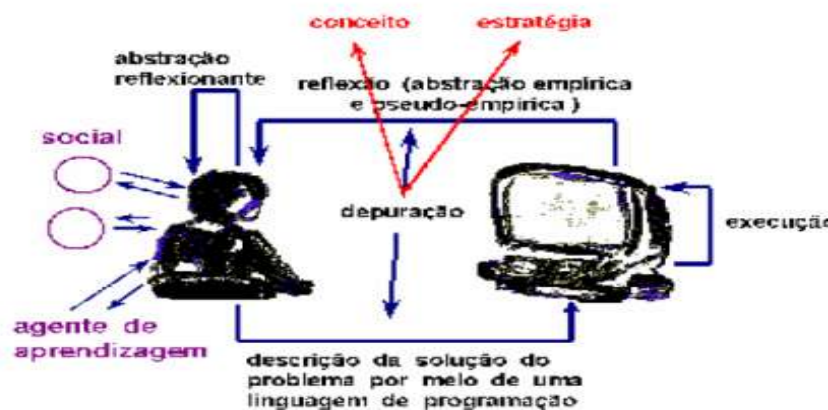 conceito estratégia
abstração
reflexionante
reflexão (abstração empírica
e pseudo-empírica)
social
depuração
execução
agente de
aprendizagem
descrição da solução do
problema por meio de uma
linguagem de programação